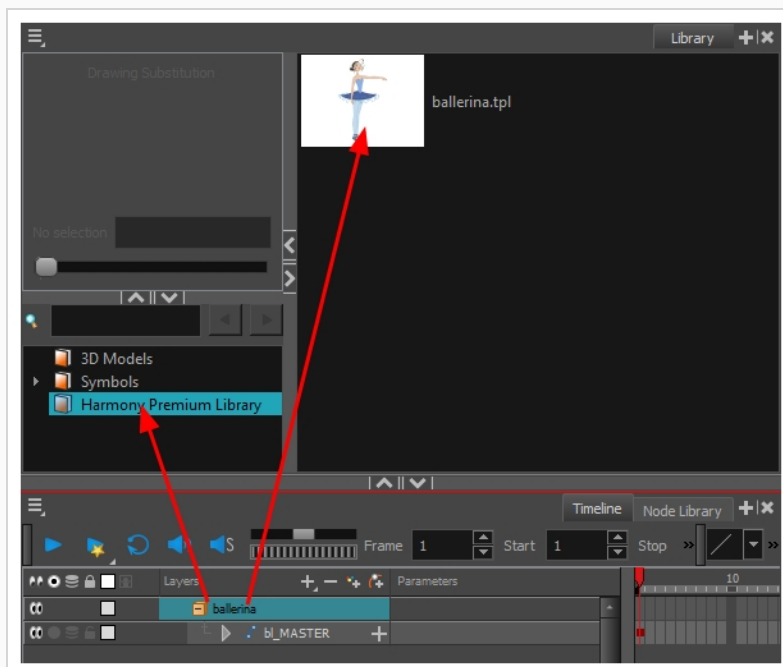 Library
Drawing Substitution
ballerina.tpl
No selection
3D Models
Symbols
Harmony Premium Library
Timeline
Node Library
S
Frame 1 Start 1 Stop
Layers Parameters 10
ballerina
bl_MASTER